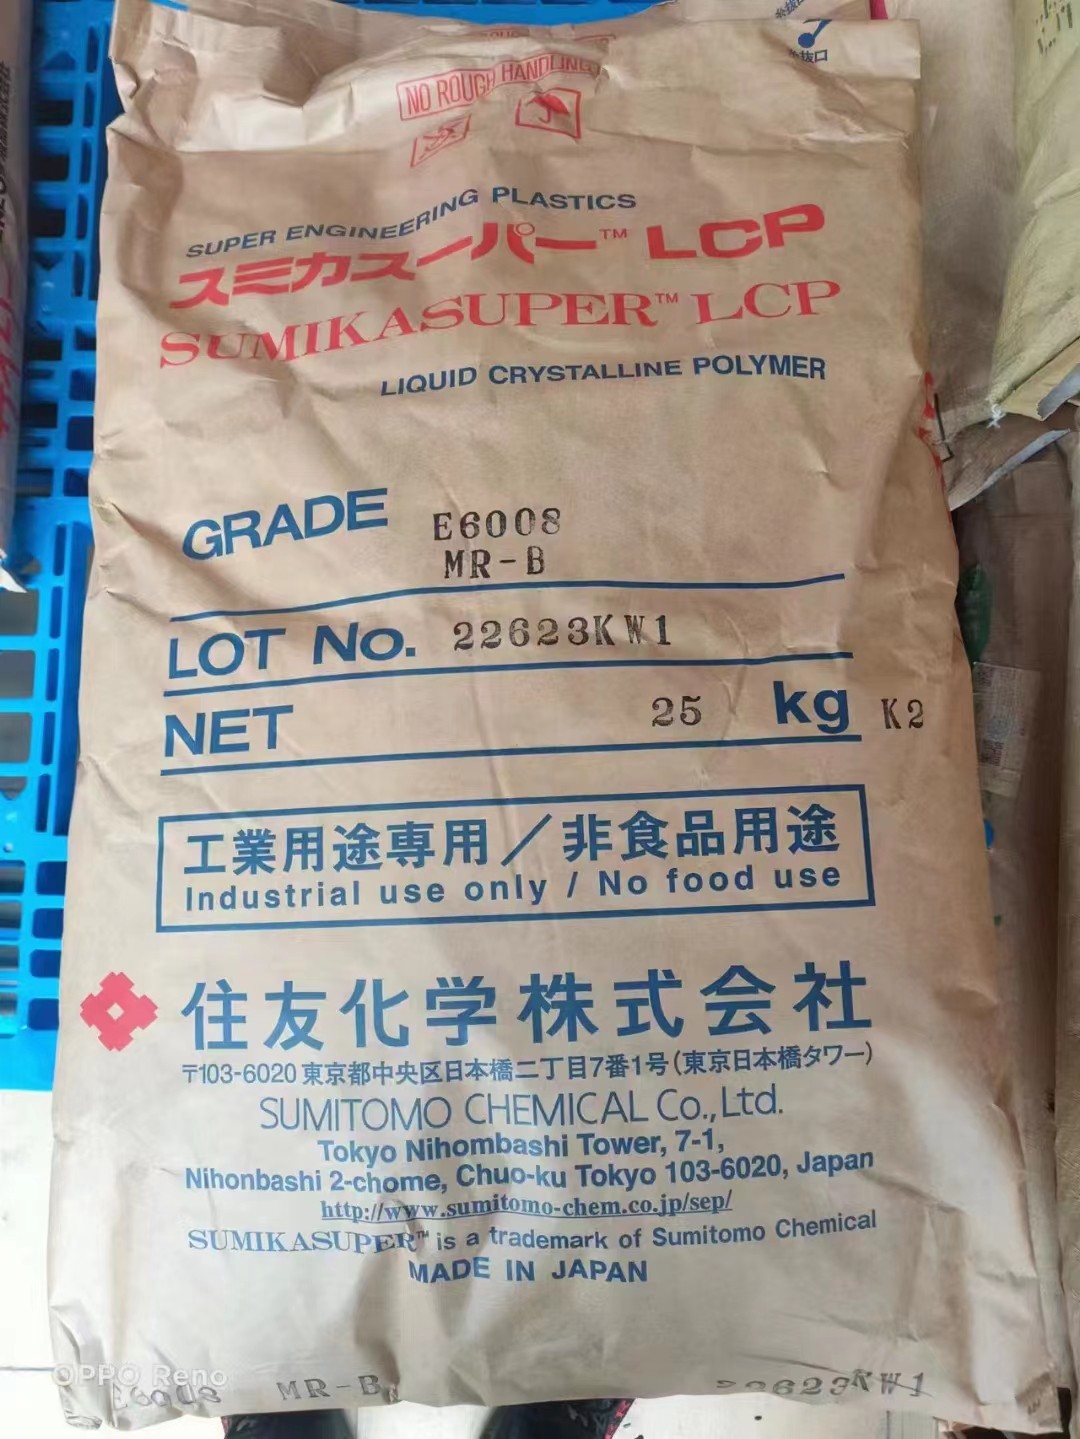 糸抜口
NO ROUGH HANDLING
SUPER ENGINEERING PLASTICS
スミカスーパー™ LCP
SUMIKASUPER™ LCP
LIQUID CRYSTALLINE POLYMER
GRADE E6008
MR-B
LOT No. 22623KW1
NET 25 kg K2
工業用途専用／非食品用途
Industrial use only / No food use
住友化学株式会社
〒103-6020 東京都中央区日本橋二丁目7番1号(東京日本橋タワー)
SUMITOMO CHEMICAL Co., Ltd.
Tokyo Nihombashi Tower, 7-1,
Nihonbashi 2-chome, Chuo-ku Tokyo 103-6020, Japan
http://www.sumitomo-chem.co.jp/sep/
SUMIKASUPER™ is a trademark of Sumitomo Chemical
MADE IN JAPAN
OPPO Reno
E6008 MR-B 22623KW1